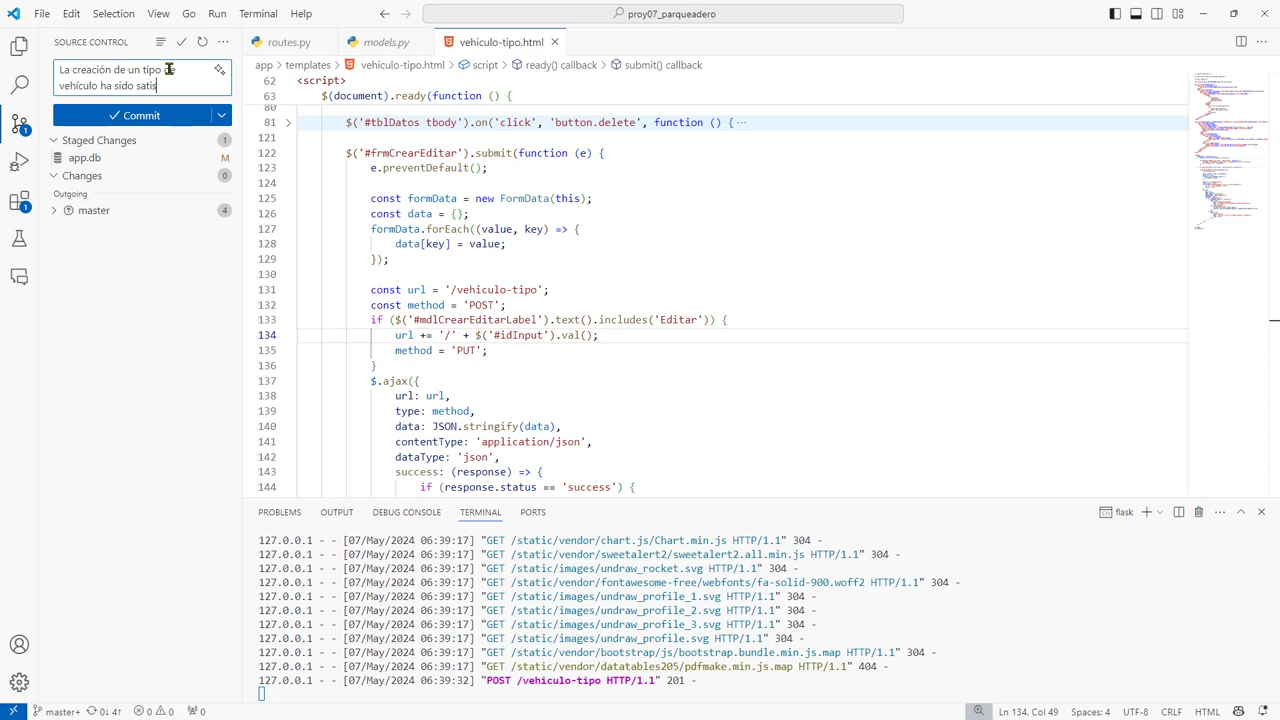 File Edit Selection View Go Run Terminal Help
proy07_parqueadero
SOURCE CONTROL
routes.py
models.py
vehiculo-tipo.html
La creación de un tipo de
vehículo ha sido satis
Commit
Staged Changes 1
app.db M
Changes 0
Outgoing
master 4
1
1
app > templates > vehiculo-tipo.html > script > ready() callback > submit() callback
62 <script>
63
81
122
123
124
125 const formData = new FormData(this)
126 const data = {};
127 formData.forEach((value, key) => {
128 data[key] = value;
129 });
130
131 const url = '/vehiculo-tipo';
132 const method = 'POST';
133 if ($('#mdlCrearEditarLabel').text().includes('Editar')) {
134 url += '/' + $('#idInput').val();
135 method = 'PUT';
136 }
137 $.ajax({
138 url: url,
139 type: method,
140 data: JSON.stringify(data),
141 contentType: 'application/json',
142 dataType: 'json',
143 success: (response) => {
144 if (response.status == 'success') {
PROBLEMS OUTPUT DEBUG CONSOLE TERMINAL PORTS
flask
127.0.0.1 - - [07/May/2024 06:39:17] "GET /static/vendor/chart.js/Chart.min.js HTTP/1.1" 304 -
127.0.0.1 - - [07/May/2024 06:39:17] "GET /static/vendor/sweetalert2/sweetalert2.all.min.js HTTP/1.1" 304 -
127.0.0.1 - - [07/May/2024 06:39:17] "GET /static/images/undraw_rocket.svg HTTP/1.1" 304 -
127.0.0.1 - - [07/May/2024 06:39:17] "GET /static/vendor/fontawesome-free/webfonts/fa-solid-900.woff2 HTTP/1.1" 304 -
127.0.0.1 - - [07/May/2024 06:39:17] "GET /static/images/undraw_profile_1.svg HTTP/1.1" 304 -
127.0.0.1 - - [07/May/2024 06:39:17] "GET /static/images/undraw_profile_2.svg HTTP/1.1" 304 -
127.0.0.1 - - [07/May/2024 06:39:17] "GET /static/images/undraw_profile_3.svg HTTP/1.1" 304 -
127.0.0.1 - - [07/May/2024 06:39:17] "GET /static/images/undraw_profile.svg HTTP/1.1" 304 -
127.0.0.1 - - [07/May/2024 06:39:17] "GET /static/vendor/bootstrap/js/bootstrap.bundle.min.js.map HTTP/1.1" 304 -
127.0.0.1 - - [07/May/2024 06:39:17] "GET /static/vendor/datatables205/pdfmake.min.js.map HTTP/1.1" 404 -
127.0.0.1 - - [07/May/2024 06:39:32] "POST /vehiculo-tipo HTTP/1.1" 201 -
master+ 0↓ 4↑ 0 0 0 Ln 134, Col 49 Spaces: 4 UTF-8 CRLF HTML